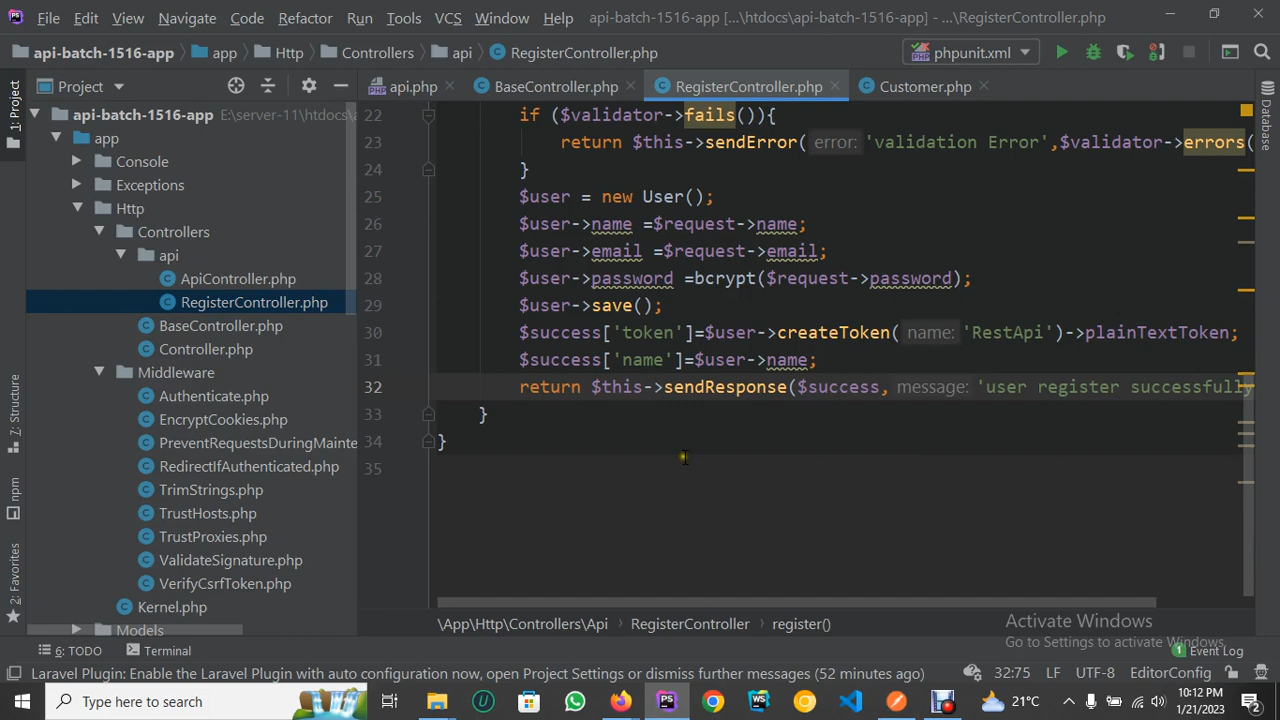 File Edit View Navigate Code Refactor Run Tools VCS Window Help api-batch-1516-app [...\htdocs\api-batch-1516-app] - ...\RegisterController.php
api-batch-1516-app app Http Controllers api RegisterController.php phpunit.xml
Project api.php BaseController.php RegisterController.php Customer.php
1: Project
7: Structure
npm
2: Favorites
Database
api-batch-1516-app E:\server-11\htdocs\a
app
Console
Exceptions
Http
Controllers
api
ApiController.php
RegisterController.php
BaseController.php
Controller.php
Middleware
Authenticate.php
EncryptCookies.php
PreventRequestsDuringMainte
RedirectIfAuthenticated.php
TrimStrings.php
TrustHosts.php
TrustProxies.php
ValidateSignature.php
VerifyCsrfToken.php
Kernel.php
Models
22 if ($validator->fails()){
23 return $this->sendError( error: 'validation Error',$validator->errors(
24 }
25 $user = new User();
26 $user->name =$request->name;
27 $user->email =$request->email;
28 $user->password =bcrypt($request->password);
29 $user->save();
30 $success['token']=$user->createToken( name: 'RestApi')->plainTextToken;
31 $success['name']=$user->name;
32 return $this->sendResponse($success, message: 'user register successfully
33 }
34 }
35
\App\Http\Controllers\Api RegisterController register()
Activate Windows
Go to Settings to activate Windows.
6: TODO Terminal 1 Event Log
Laravel Plugin: Enable the Laravel Plugin with auto configuration now, open Project Settings or dismiss further messages (52 minutes ago) 32:75 LF UTF-8 EditorConfig
Type here to search 21°C 10:12 PM
1/21/2023 2